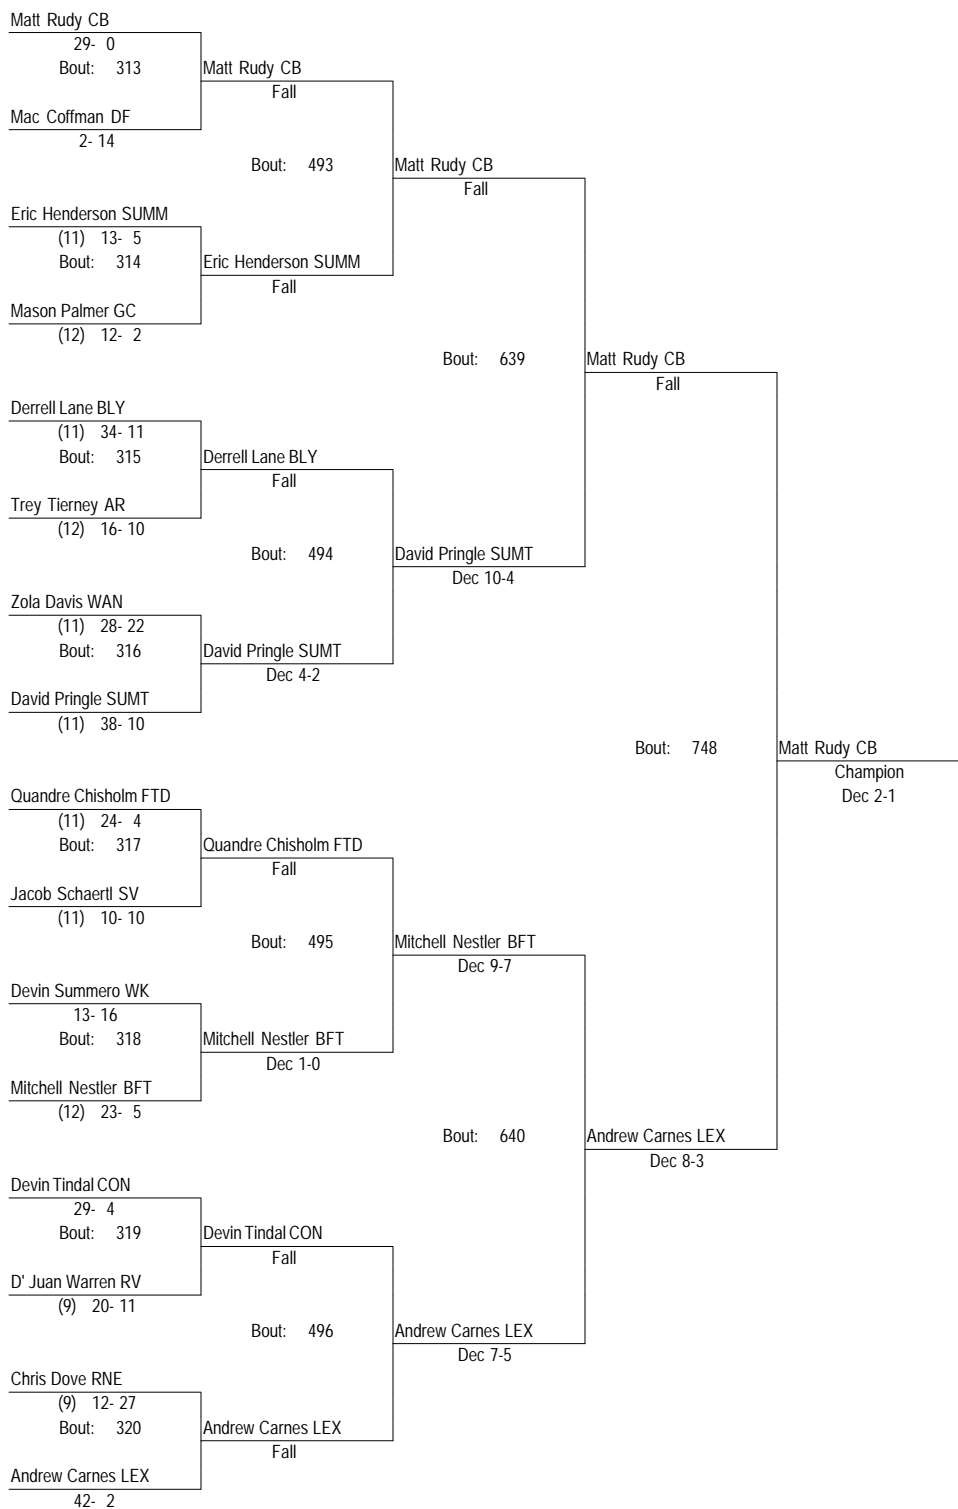 Matt Rudy CB
29- 0
Bout: 313
Matt Rudy CB
Fall
Mac Coffman DF
2- 14
Bout: 493
Matt Rudy CB
Fall
Eric Henderson SUMM
(11) 13- 5
Bout: 314
Eric Henderson SUMM
Fall
Mason Palmer GC
(12) 12- 2
Bout: 639
Matt Rudy CB
Fall
Derrell Lane BLY
(11) 34- 11
Bout: 315
Derrell Lane BLY
Fall
Trey Tierney AR
(12) 16- 10
Bout: 494
David Pringle SUMT
Dec 10-4
Zola Davis WAN
(11) 28- 22
Bout: 316
David Pringle SUMT
Dec 4-2
David Pringle SUMT
(11) 38- 10
Bout: 748
Matt Rudy CB
Champion
Dec 2-1
Quandre Chisholm FTD
(11) 24- 4
Bout: 317
Quandre Chisholm FTD
Fall
Jacob Schaertl SV
(11) 10- 10
Bout: 495
Mitchell Nestler BFT
Dec 9-7
Devin Summero WK
13- 16
Bout: 318
Mitchell Nestler BFT
Dec 1-0
Mitchell Nestler BFT
(12) 23- 5
Bout: 640
Andrew Carnes LEX
Dec 8-3
Devin Tindal CON
29- 4
Bout: 319
Devin Tindal CON
Fall
D' Juan Warren RV
(9) 20- 11
Bout: 496
Andrew Carnes LEX
Dec 7-5
Chris Dove RNE
(9) 12- 27
Bout: 320
Andrew Carnes LEX
Fall
Andrew Carnes LEX
42- 2